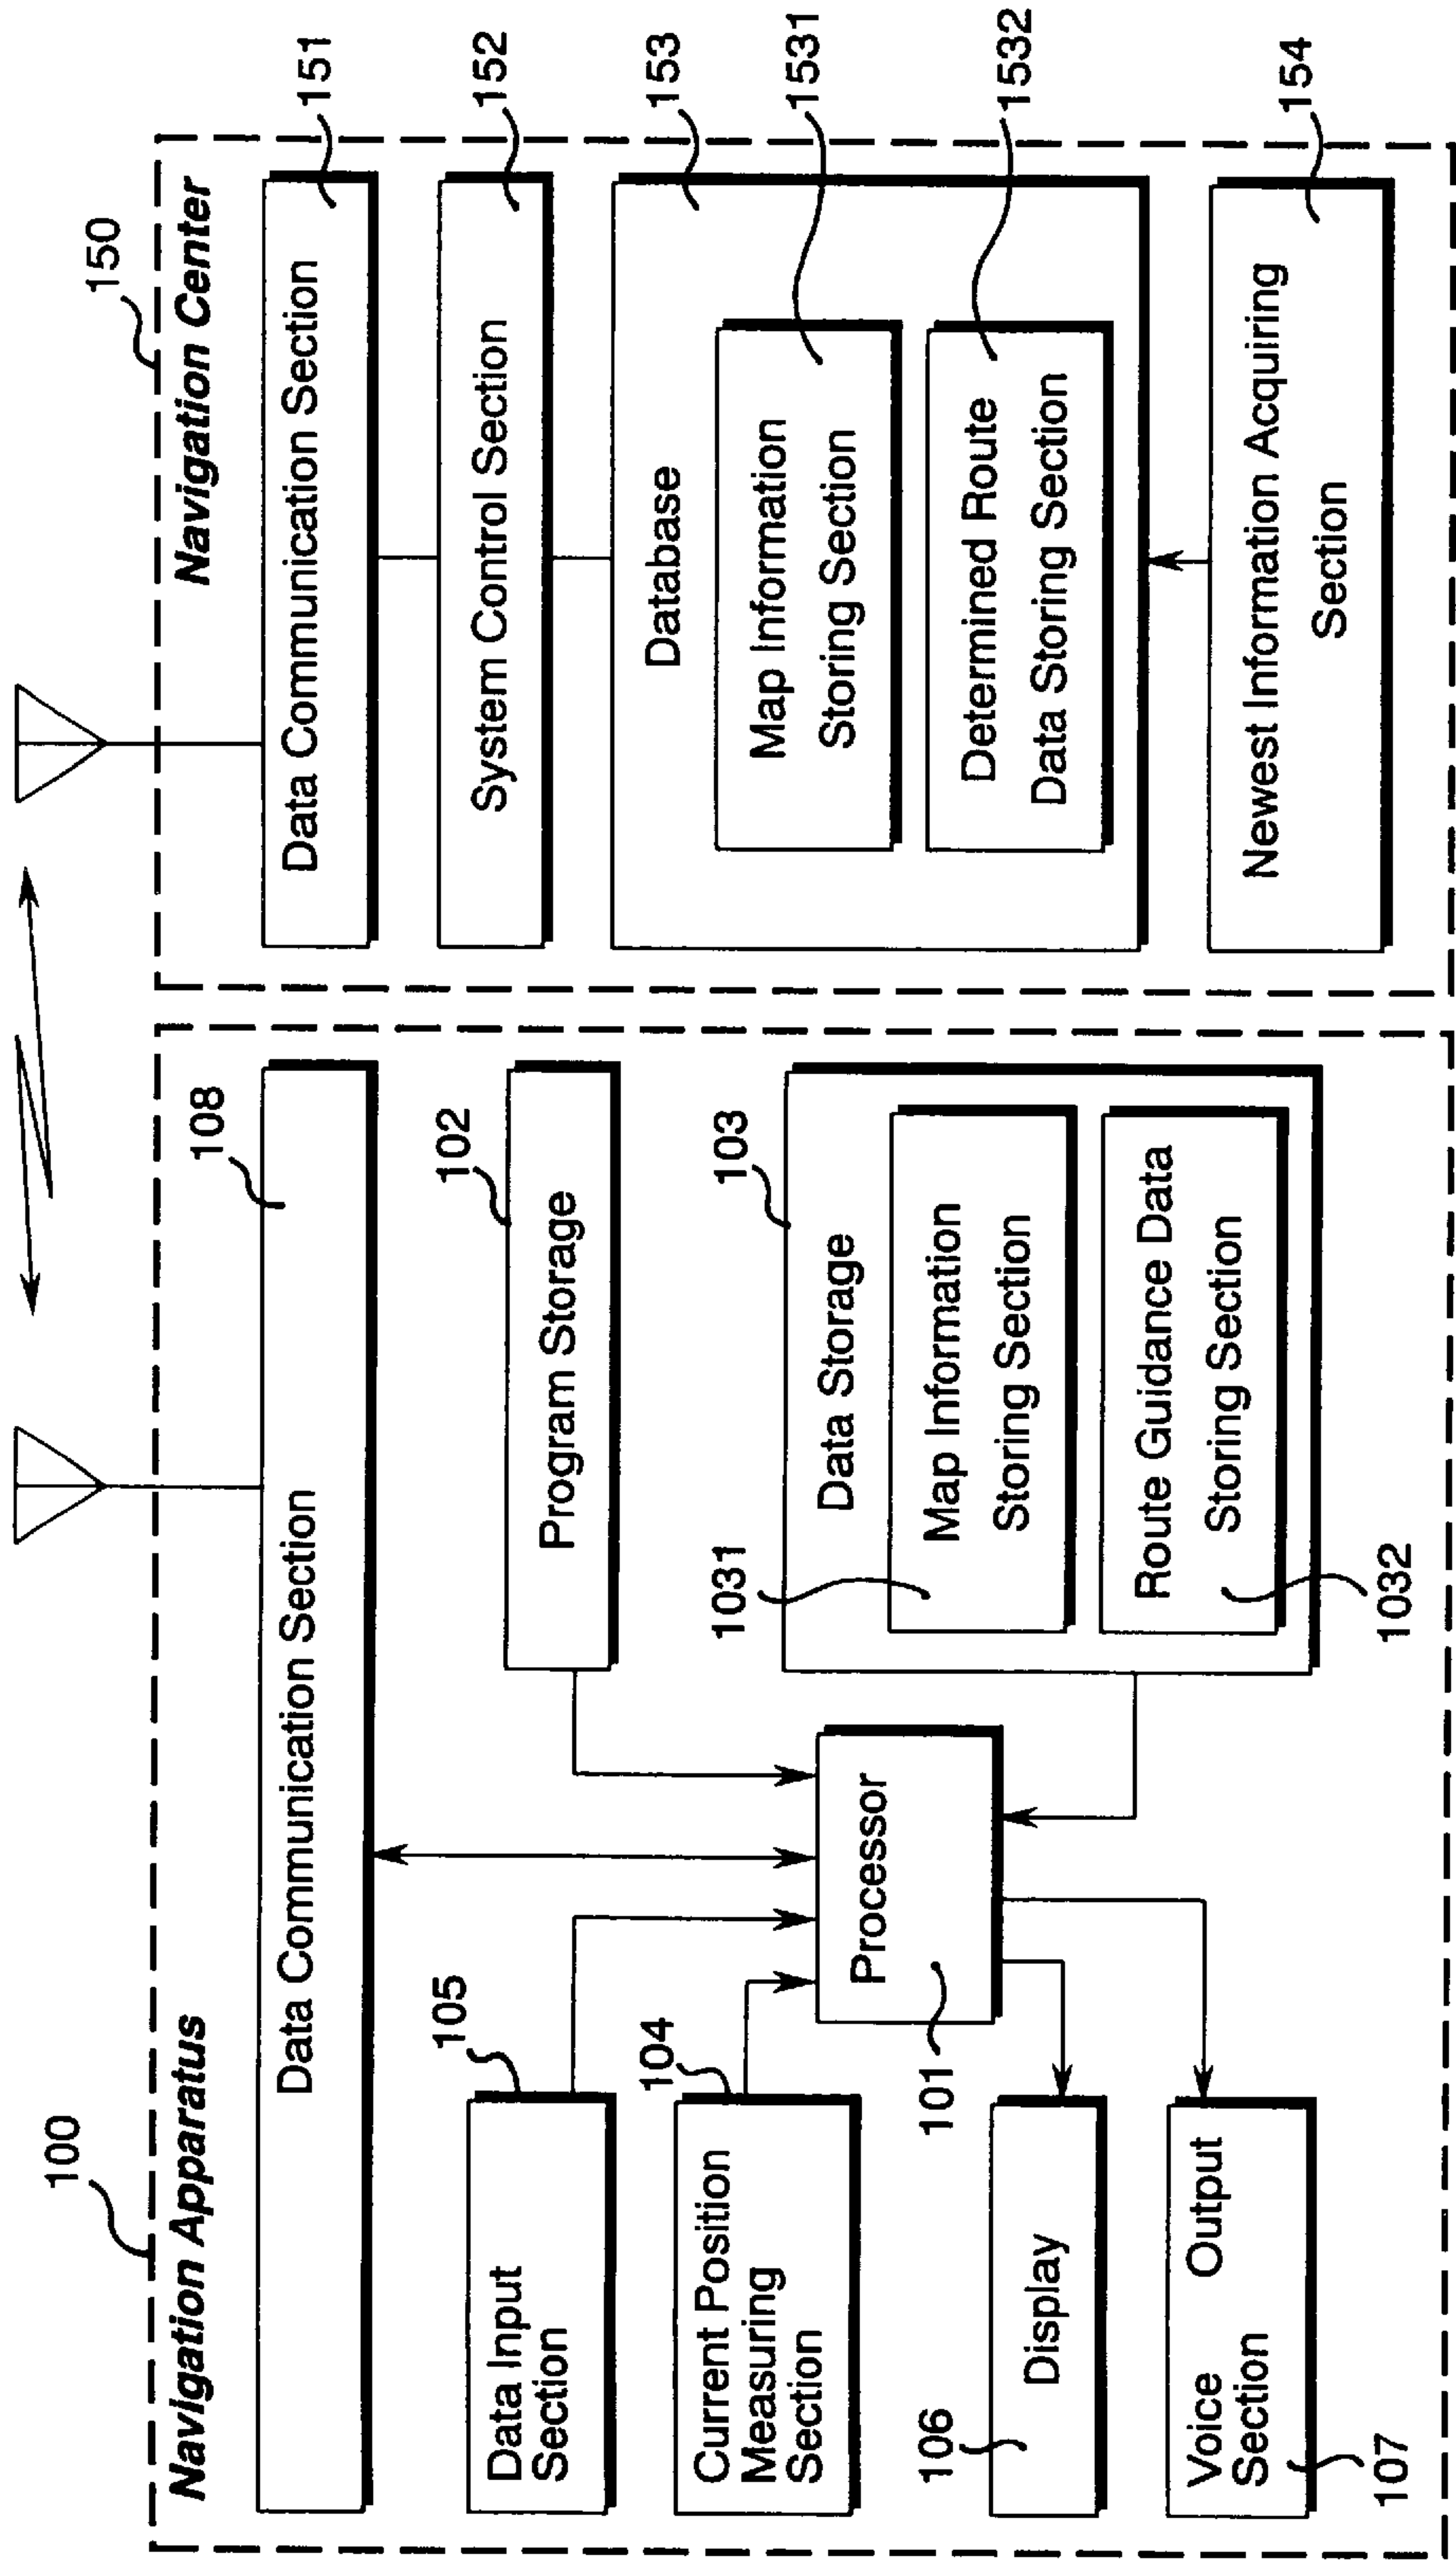 100
Navigation Apparatus
Data Communication Section
108
105
Data Input
Section
104
Current Position
Measuring
Section
106
Display
Voice Output
Section
107
Processor
101
102
Program Storage
103
Data Storage
1031
Map Information
Storing Section
Route Guidance Data
Storing Section
1032
150
Navigation Center
Data Communication Section
151
System Control Section
152
Database
153
Map Information
Storing Section
1531
Determined Route
Data Storing Section
1532
Newest Information Acquiring
Section
154